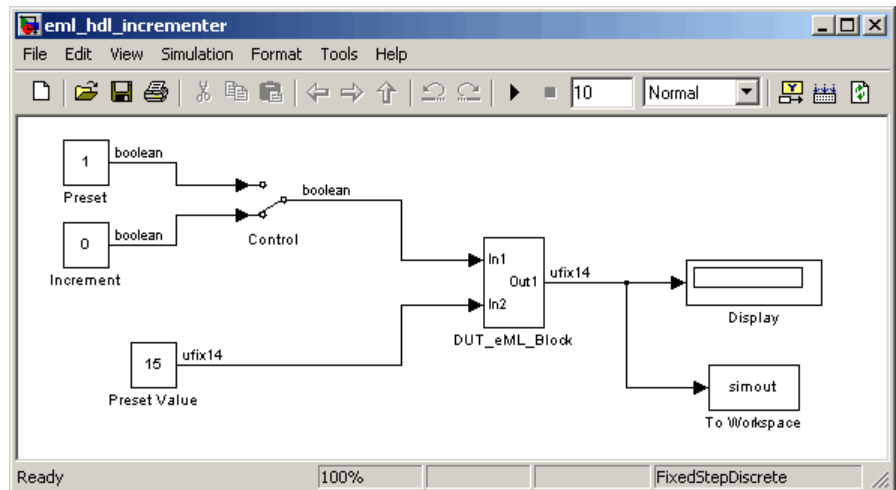 eml_hdl_incrementer
File Edit View Simulation Format Tools Help
10 Normal
1 boolean
Preset
boolean
Control
0 boolean
Increment
In1
Out1
In2
ufix14
DUT_eML_Block
Display
15 ufix14
Preset Value
simout
To Workspace
Ready 100% FixedStepDiscrete